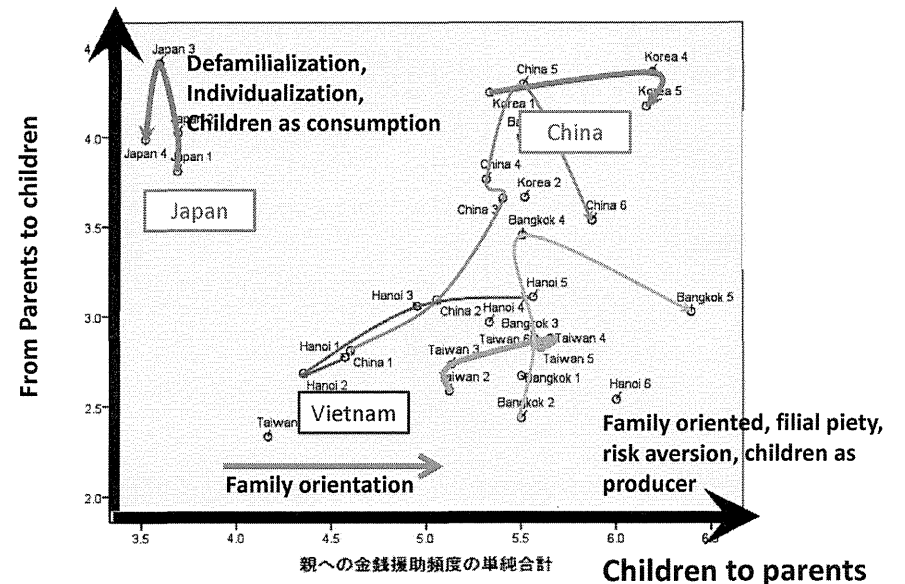 From Parents to children
4.0
3.5
3.0
2.5
2.0
3.5
4.0
4.5
5.0
5.5
6.0
Japan 3
Japan 4
Japan 1
Japan
Defamilialization,
Individualization,
Children as consumption
China 5
Korea 4
Korea 1
Korea 5
China
China 4
Korea 2
China 3
China 6
Bangkok 4
Hanoi 3
Hanoi 5
Bangkok 5
China 2
Hanoi 4
Bangkok 3
Hanoi 1
Taiwan 6
Taiwan 4
Taiwan 3
Taiwan 5
China 1
Taiwan 2
Bangkok 1
Hanoi 2
Hanoi 6
Bangkok 2
Vietnam
Taiwan
Family oriented, filial piety,
risk aversion, children as
producer
Family orientation
親への金銭援助頻度の単純合計
Children to parents